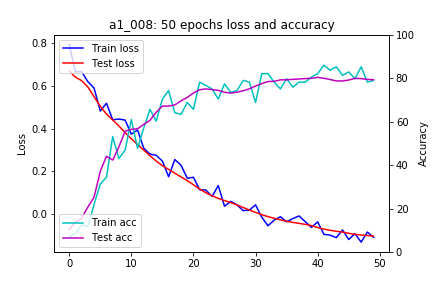 a1_008: 50 epochs loss and accuracy
0.8
0.6
0.4
0.2
0.0
Loss
Train loss
Test loss
Train acc
Test acc
100
80
60
40
20
0
Accuracy
0
10
20
30
40
50